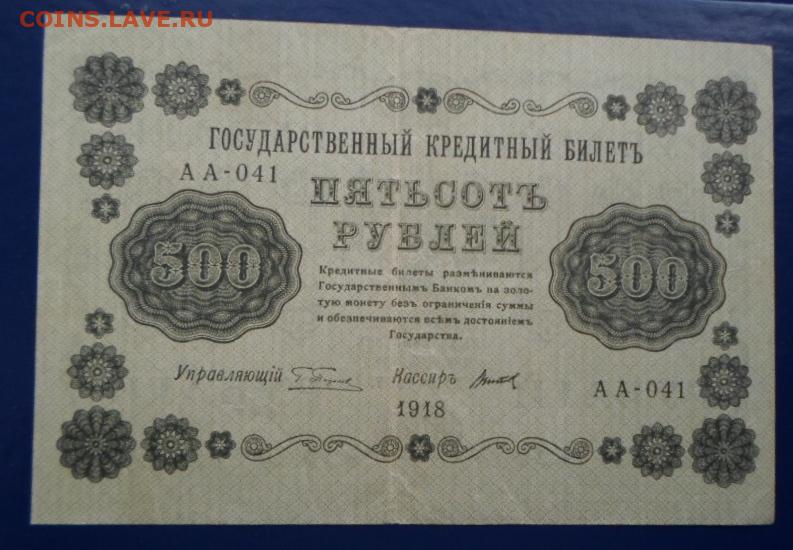 COINS.LAVE.RU
ГОСУДАРСТВЕННЫЙ КРЕДИТНЫЙ БИЛЕТЪ
АА-041
ПЯТЬСОТЪ
РУБЛЕЙ
500
500
Кредитные билеты размѣниваются
Государственнымъ Банкомъ на золо-
тую монету безъ ограниченія суммы
и обезпечиваются всѣмъ достояніемъ
Государства.
Управляющій
Кассиръ
АА-041
1918